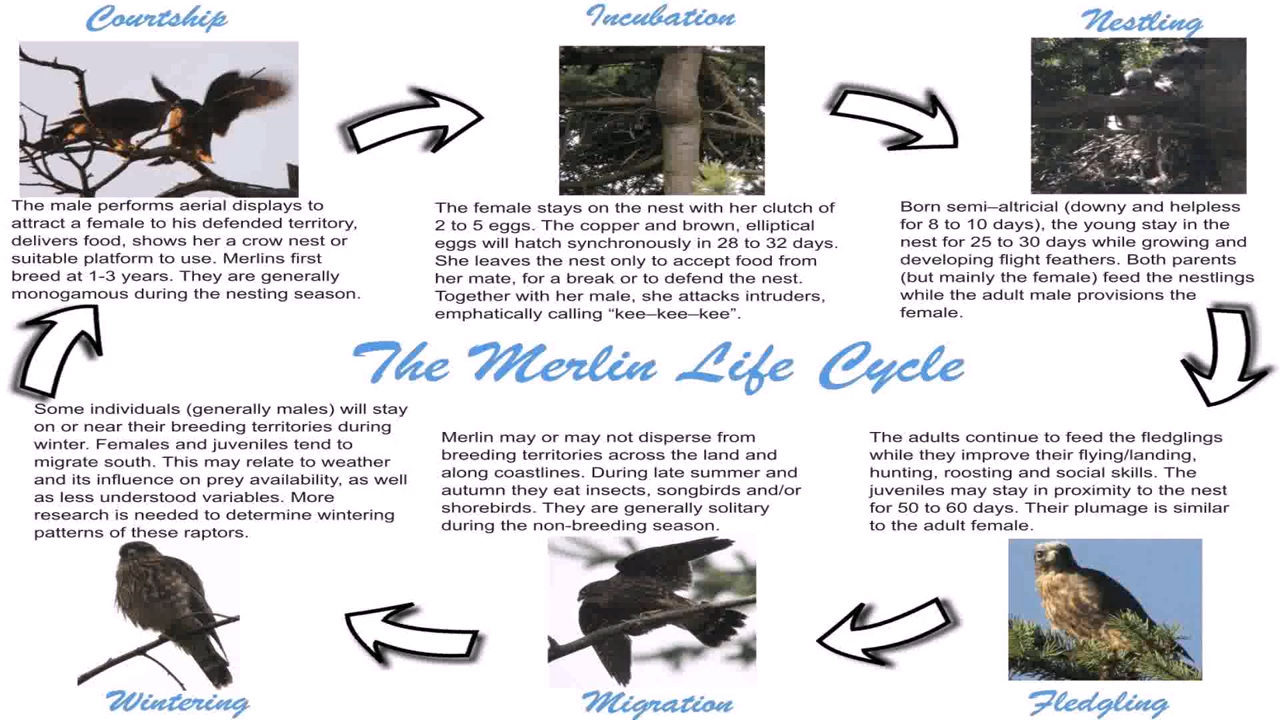 Courtship
The male performs aerial displays to
attract a female to his defended territory,
delivers food, shows her a crow nest or
suitable platform to use. Merlins first
breed at 1-3 years. They are generally
monogamous during the nesting season.
Incubation
The female stays on the nest with her clutch of
2 to 5 eggs. The copper and brown, elliptical
eggs will hatch synchronously in 28 to 32 days.
She leaves the nest only to accept food from
her mate, for a break or to defend the nest.
Together with her male, she attacks intruders,
emphatically calling “kee–kee–kee”.
Nestling
Born semi–altricial (downy and helpless
for 8 to 10 days), the young stay in the
nest for 25 to 30 days while growing and
developing flight feathers. Both parents
(but mainly the female) feed the nestlings
while the adult male provisions the
female.
The Merlin Life Cycle
The adults continue to feed the fledglings
while they improve their flying/landing,
hunting, roosting and social skills. The
juveniles may stay in proximity to the nest
for 50 to 60 days. Their plumage is similar
to the adult female.
Fledgling
Merlin may or may not disperse from
breeding territories across the land and
along coastlines. During late summer and
autumn they eat insects, songbirds and/or
shorebirds. They are generally solitary
during the non-breeding season.
Migration
Some individuals (generally males) will stay
on or near their breeding territories during
winter. Females and juveniles tend to
migrate south. This may relate to weather
and its influence on prey availability, as well
as less understood variables. More
research is needed to determine wintering
patterns of these raptors.
Wintering